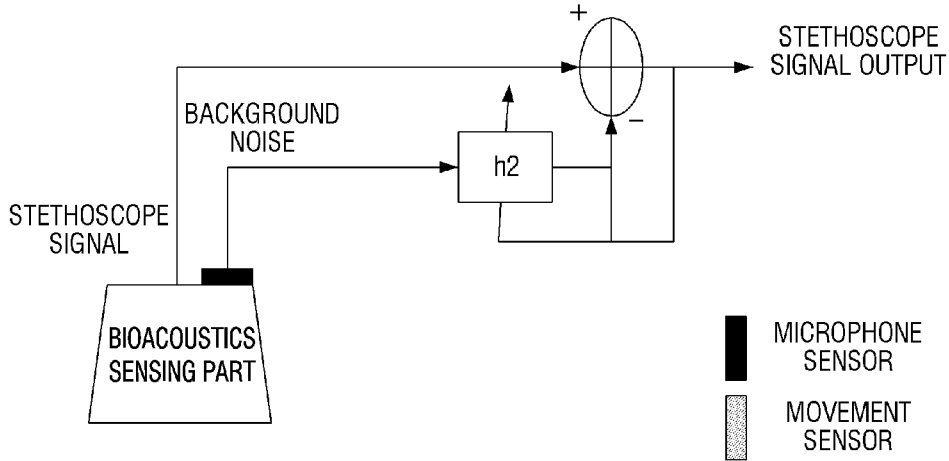 +
STETHOSCOPE
SIGNAL OUTPUT
BACKGROUND
NOISE
−
h2
STETHOSCOPE
SIGNAL
BIOACOUSTICS
SENSING PART
MICROPHONE
SENSOR
MOVEMENT
SENSOR